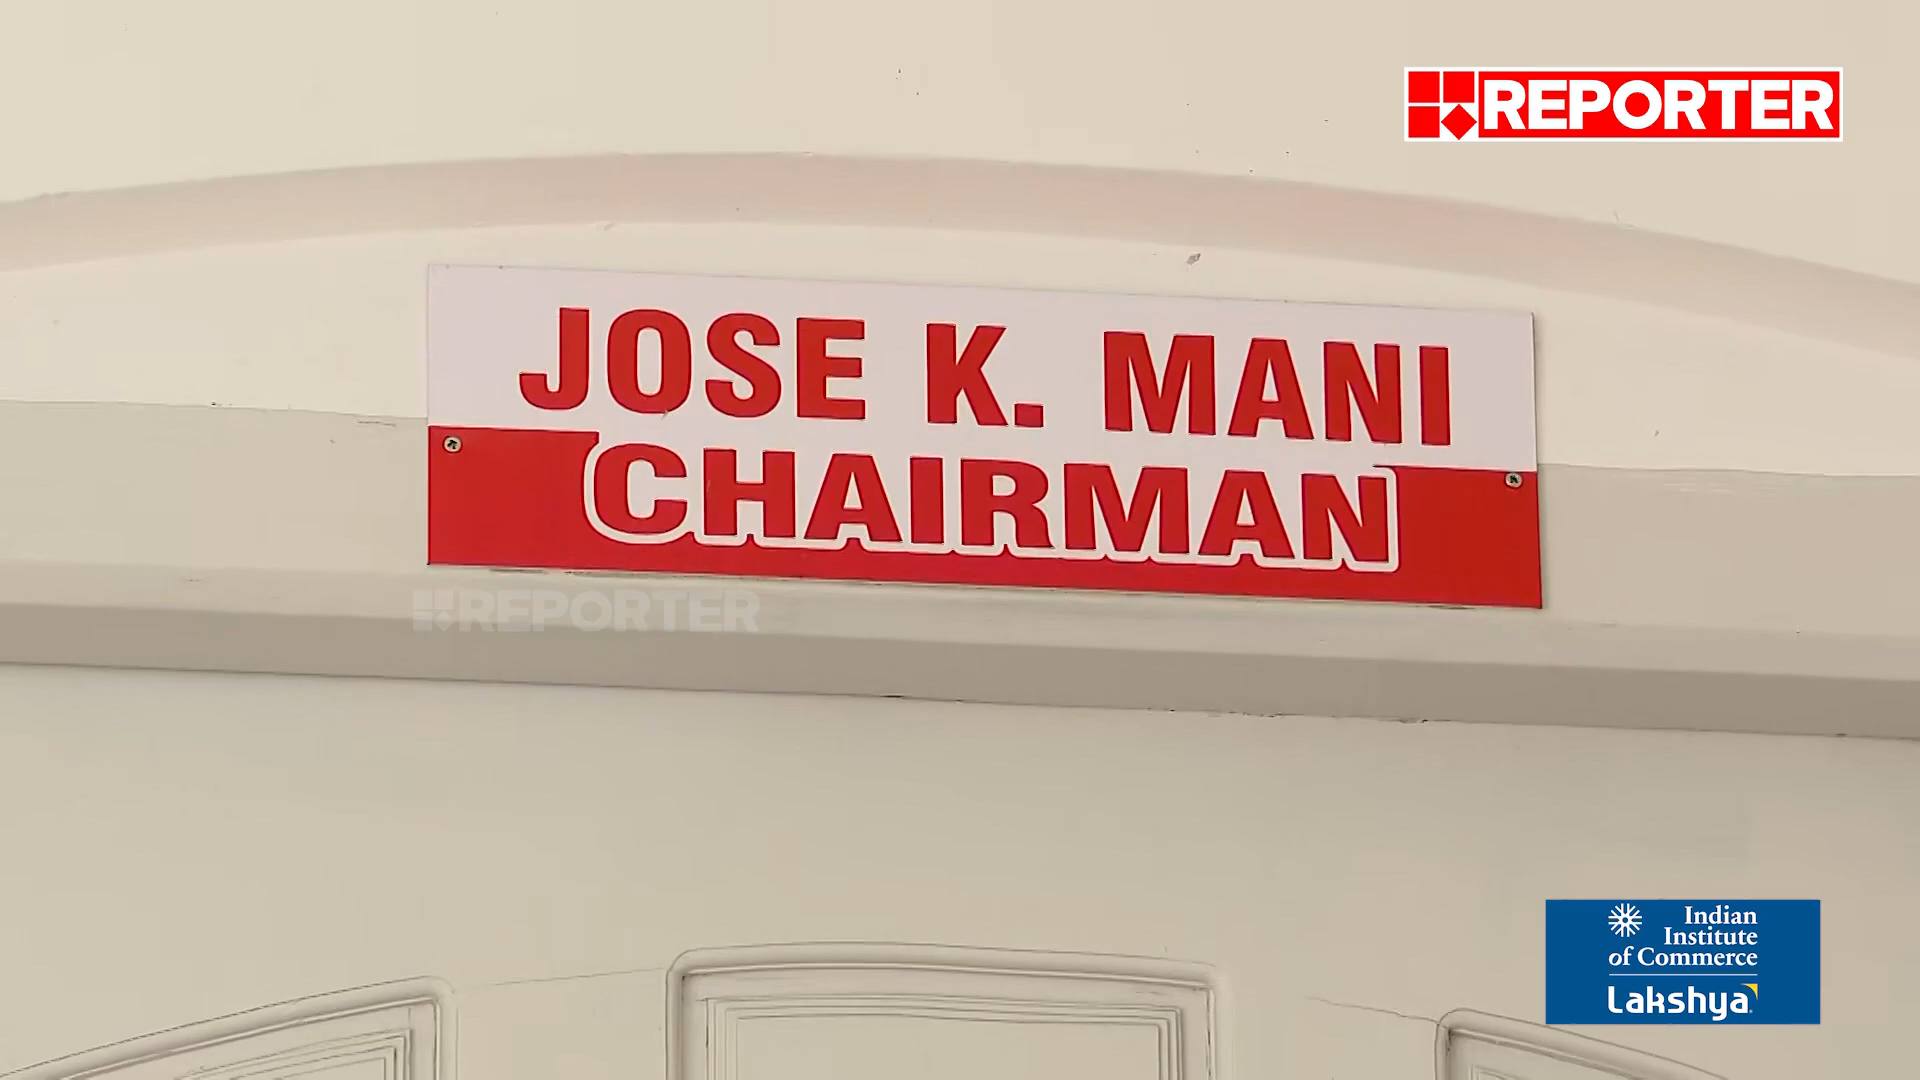 REPORTER
JOSE K. MANI
CHAIRMAN
REPORTER
Indian
Institute
of Commerce
Lakshya